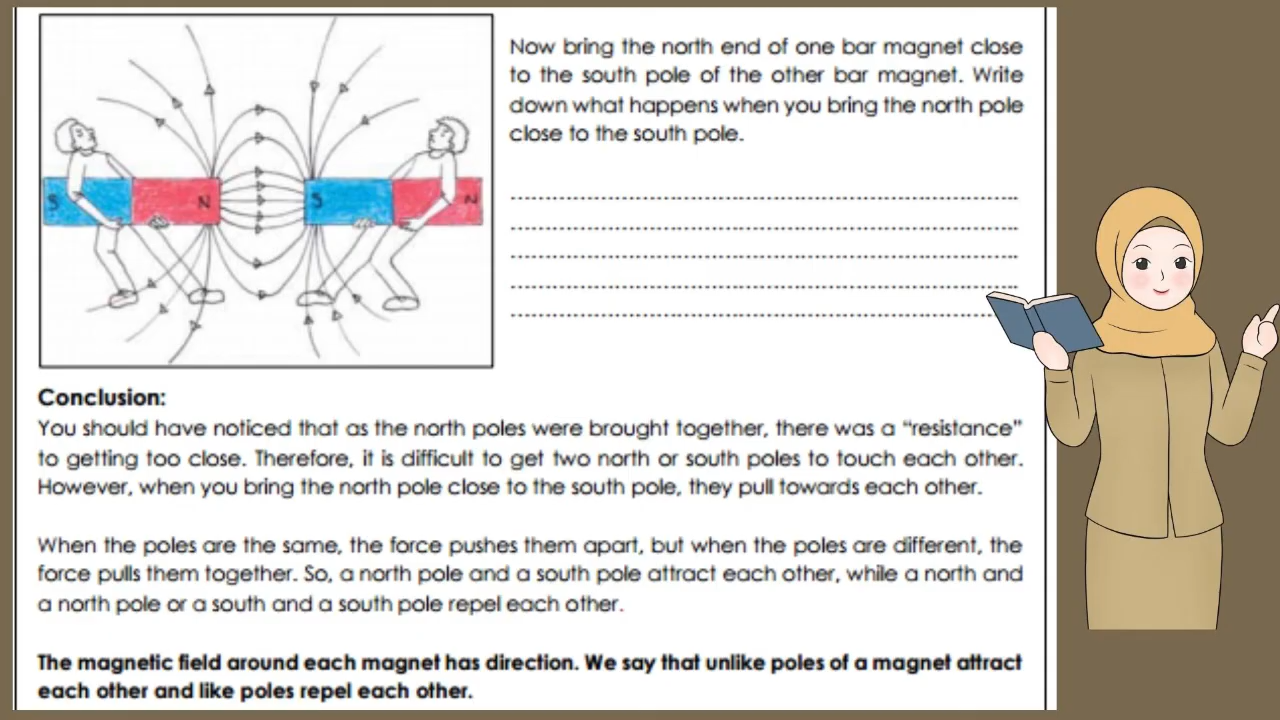 Now bring the north end of one bar magnet close
to the south pole of the other bar magnet. Write
down what happens when you bring the north pole
close to the south pole.
S N S N
Conclusion:
You should have noticed that as the north poles were brought together, there was a “resistance”
to getting too close. Therefore, it is difficult to get two north or south poles to touch each other.
However, when you bring the north pole close to the south pole, they pull towards each other.
When the poles are the same, the force pushes them apart, but when the poles are different, the
force pulls them together. So, a north pole and a south pole attract each other, while a north and
a north pole or a south and a south pole repel each other.
The magnetic field around each magnet has direction. We say that unlike poles of a magnet attract
each other and like poles repel each other.